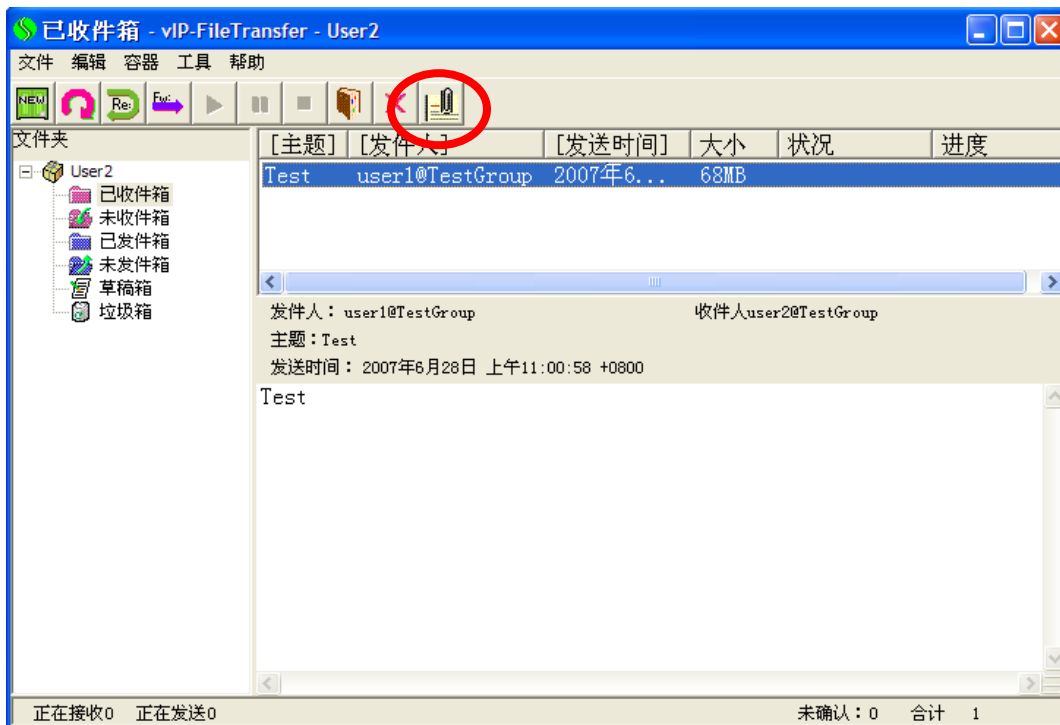 已收件箱 - vIP-FileTransfer - User2
文件 编辑 容器 工具 帮助
NEW Re: Fw:
文件夹
User2
已收件箱
未收件箱
已发件箱
未发件箱
草稿箱
垃圾箱
[主题] [发件人] [发送时间] 大小 状况 进度
Test user1@TestGroup 2007年6... 68MB
发件人：user1@TestGroup 收件人user2@TestGroup
主题：Test
发送时间：2007年6月28日 上午11:00:58 +0800
Test
正在接收0 正在发送0 未确认：0 合计 1